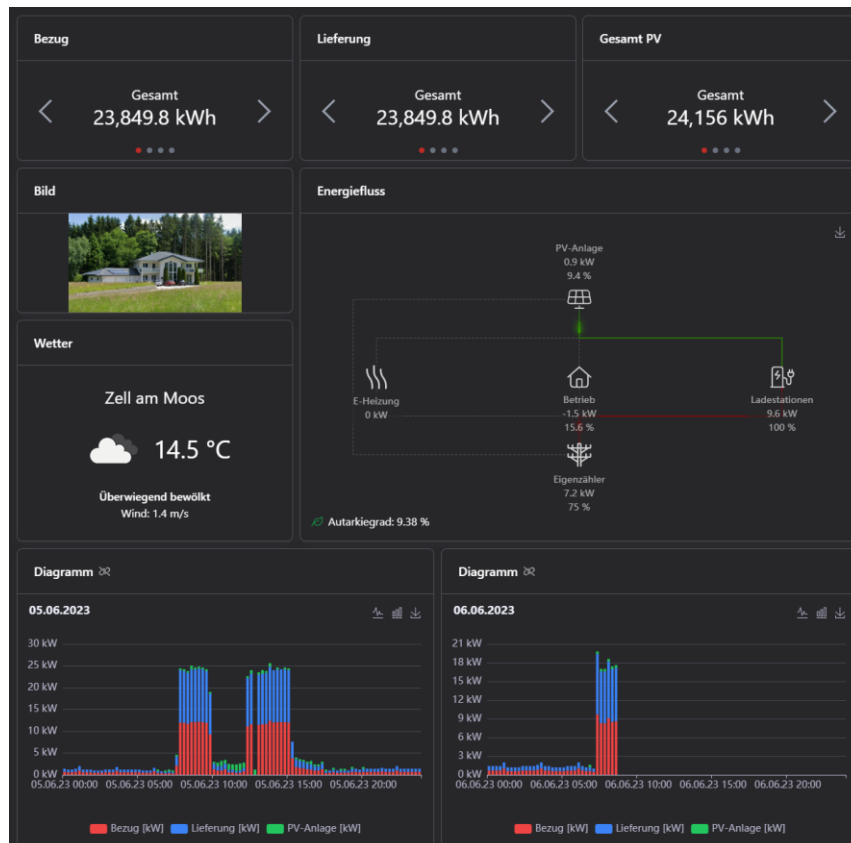 Bezug
Lieferung
Gesamt PV
Gesamt
23,849.8 kWh
Gesamt
23,849.8 kWh
Gesamt
24,156 kWh
Bild
Energiefluss
PV-Anlage
0.9 kW
9.4 %
E-Heizung
0 kW
Betrieb
-1.5 kW
15.6 %
Ladestationen
9.6 kW
100 %
Eigenzähler
7.2 kW
75 %
Autarkiegrad: 9.38 %
Wetter
Zell am Moos
14.5 °C
Überwiegend bewölkt
Wind: 1.4 m/s
Diagramm
05.06.2023
30 kW
25 kW
20 kW
15 kW
10 kW
5 kW
0 kW
05.06.23 00:00 05.06.23 05:00 05.06.23 10:00 05.06.23 15:00 05.06.23 20:00
Bezug [kW] Lieferung [kW] PV-Anlage [kW]
Diagramm
06.06.2023
21 kW
18 kW
15 kW
12 kW
9 kW
6 kW
3 kW
0 kW
06.06.23 00:00 06.06.23 05:00 06.06.23 10:00 06.06.23 15:00 06.06.23 20:00
Bezug [kW] Lieferung [kW] PV-Anlage [kW]